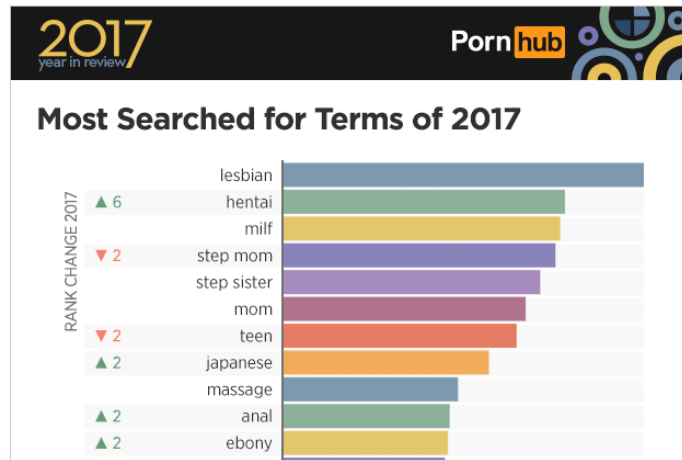 2017
year in review
Pornhub
Most Searched for Terms of 2017
RANK CHANGE 2017
lesbian
▲ 6 hentai
milf
▼ 2 step mom
step sister
mom
▼ 2 teen
▲ 2 japanese
massage
▲ 2 anal
▲ 2 ebony